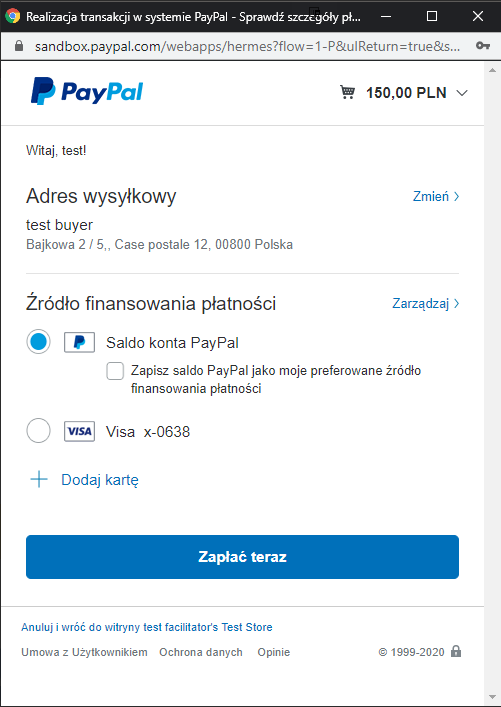 Realizacja transakcji w systemie PayPal - Sprawdź szczegóły pł...
sandbox.paypal.com/webapps/hermes?flow=1-P&ulReturn=true&s...
PayPal
150,00 PLN
Witaj, test!
Adres wysyłkowy
Zmień
test buyer
Bajkowa 2 / 5,, Case postale 12, 00800 Polska
Źródło finansowania płatności
Zarządzaj
Saldo konta PayPal
Zapisz saldo PayPal jako moje preferowane źródło
finansowania płatności
VISA
Visa x-0638
Dodaj kartę
Zapłać teraz
Anuluj i wróć do witryny test facilitator's Test Store
Umowa z Użytkownikiem Ochrona danych Opinie
© 1999-2020